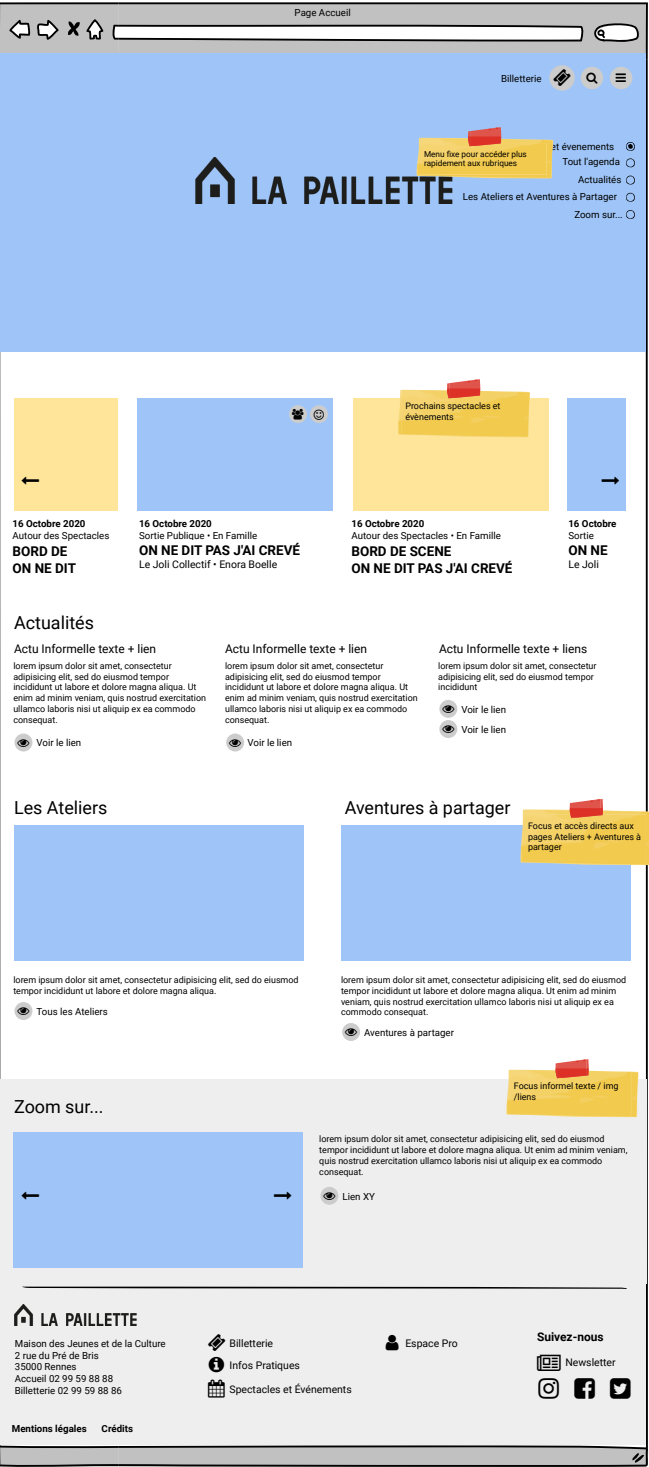 Page Accueil
Billetterie
Menu fixe pour accéder plus
rapidement aux rubriques
et évenements
Tout l'agenda
Actualités
Les Ateliers et Aventures à Partager
Zoom sur...
LA PAILLETTE
Prochains spectacles et
évènements
16 Octobre 2020
Autour des Spectacles
BORD DE
ON NE DIT
16 Octobre 2020
Sortie Publique • En Famille
ON NE DIT PAS J'AI CREVÉ
Le Joli Collectif • Enora Boelle
16 Octobre 2020
Autour des Spectacles • En Famille
BORD DE SCENE
ON NE DIT PAS J'AI CREVÉ
16 Octobre
Sortie
ON NE
Le Joli
Actualités
Actu Informelle texte + lien
lorem ipsum dolor sit amet, consectetur
adipisicing elit, sed do eiusmod tempor
incididunt ut labore et dolore magna aliqua. Ut
enim ad minim veniam, quis nostrud exercitation
ullamco laboris nisi ut aliquip ex ea commodo
consequat.
Voir le lien
Actu Informelle texte + lien
lorem ipsum dolor sit amet, consectetur
adipisicing elit, sed do eiusmod tempor
incididunt ut labore et dolore magna aliqua. Ut
enim ad minim veniam, quis nostrud exercitation
ullamco laboris nisi ut aliquip ex ea commodo
consequat.
Voir le lien
Actu Informelle texte + liens
lorem ipsum dolor sit amet, consectetur
adipisicing elit, sed do eiusmod tempor
incididunt
Voir le lien
Voir le lien
Les Ateliers
lorem ipsum dolor sit amet, consectetur adipisicing elit, sed do eiusmod
tempor incididunt ut labore et dolore magna aliqua.
Tous les Ateliers
Aventures à partager
Focus et accès directs aux
pages Ateliers + Aventures à
partager
lorem ipsum dolor sit amet, consectetur adipisicing elit, sed do eiusmod
tempor incididunt ut labore et dolore magna aliqua. Ut enim ad minim
veniam, quis nostrud exercitation ullamco laboris nisi ut aliquip ex ea
commodo consequat.
Aventures à partager
Focus informel texte / img
/liens
Zoom sur...
lorem ipsum dolor sit amet, consectetur adipisicing elit, sed do eiusmod
tempor incididunt ut labore et dolore magna aliqua. Ut enim ad minim veniam,
quis nostrud exercitation ullamco laboris nisi ut aliquip ex ea commodo
consequat.
Lien XY
LA PAILLETTE
Maison des Jeunes et de la Culture
2 rue du Pré de Bris
35000 Rennes
Accueil 02 99 59 88 88
Billetterie 02 99 59 88 86
Billetterie
Infos Pratiques
Spectacles et Événements
Espace Pro
Suivez-nous
Newsletter
Mentions légales Crédits